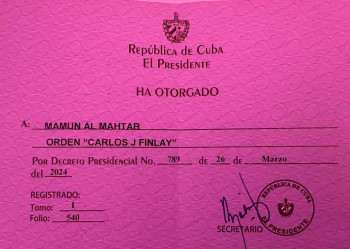 República de Cuba
El Presidente
HA OTORGADO
A: MAMUN AL MAHTAB
ORDEN "CARLOS J FINLAY"
POR DECRETO PRESIDENCIAL NO. 789 de 26 de Marzo
del 2024
REGISTRADO:
Tomo: I
Folio: 540
SECRETARIO
REPUBLICA DE CUBA
EL PRESIDENTE